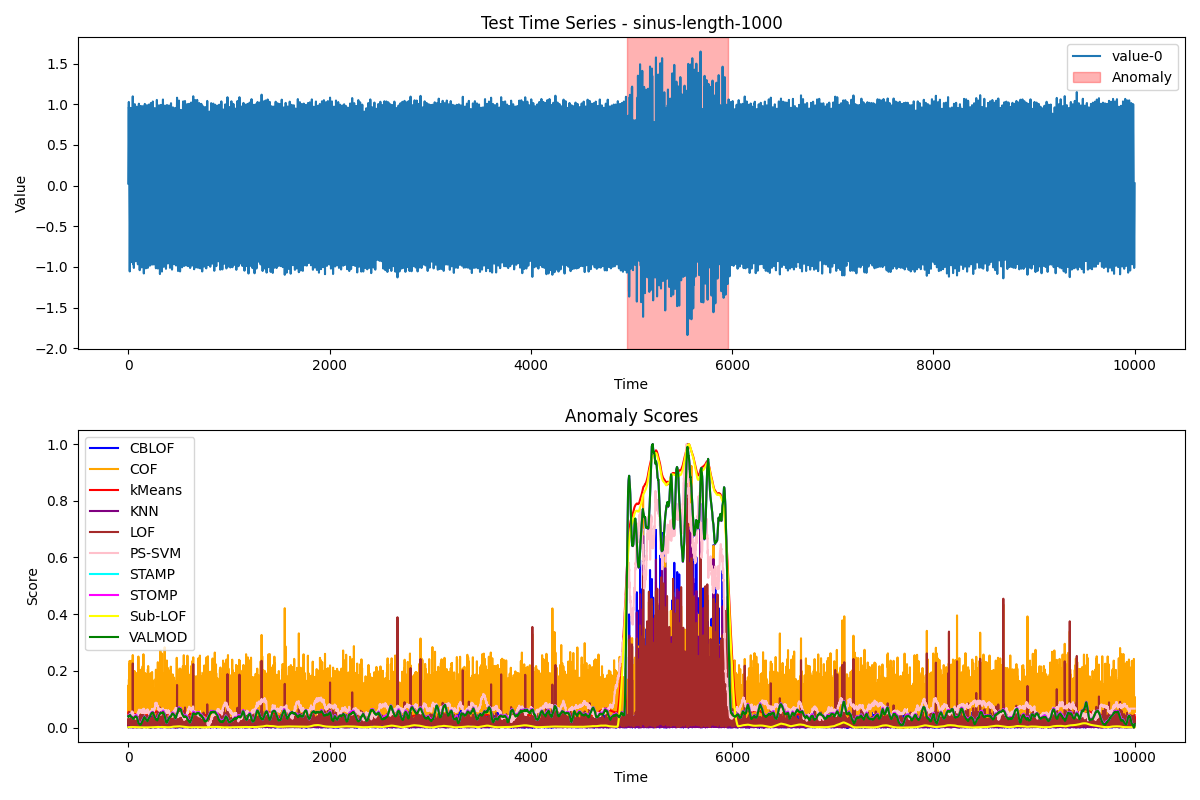 Test Time Series - sinus-length-1000
Value
1.5
1.0
0.5
0.0
−0.5
−1.0
−1.5
−2.0
value-0
Anomaly
0 2000 4000 6000 8000 10000
Time
Anomaly Scores
Score
1.0
0.8
0.6
0.4
0.2
0.0
CBLOF
COF
kMeans
KNN
LOF
PS-SVM
STAMP
STOMP
Sub-LOF
VALMOD
0 2000 4000 6000 8000 10000
Time